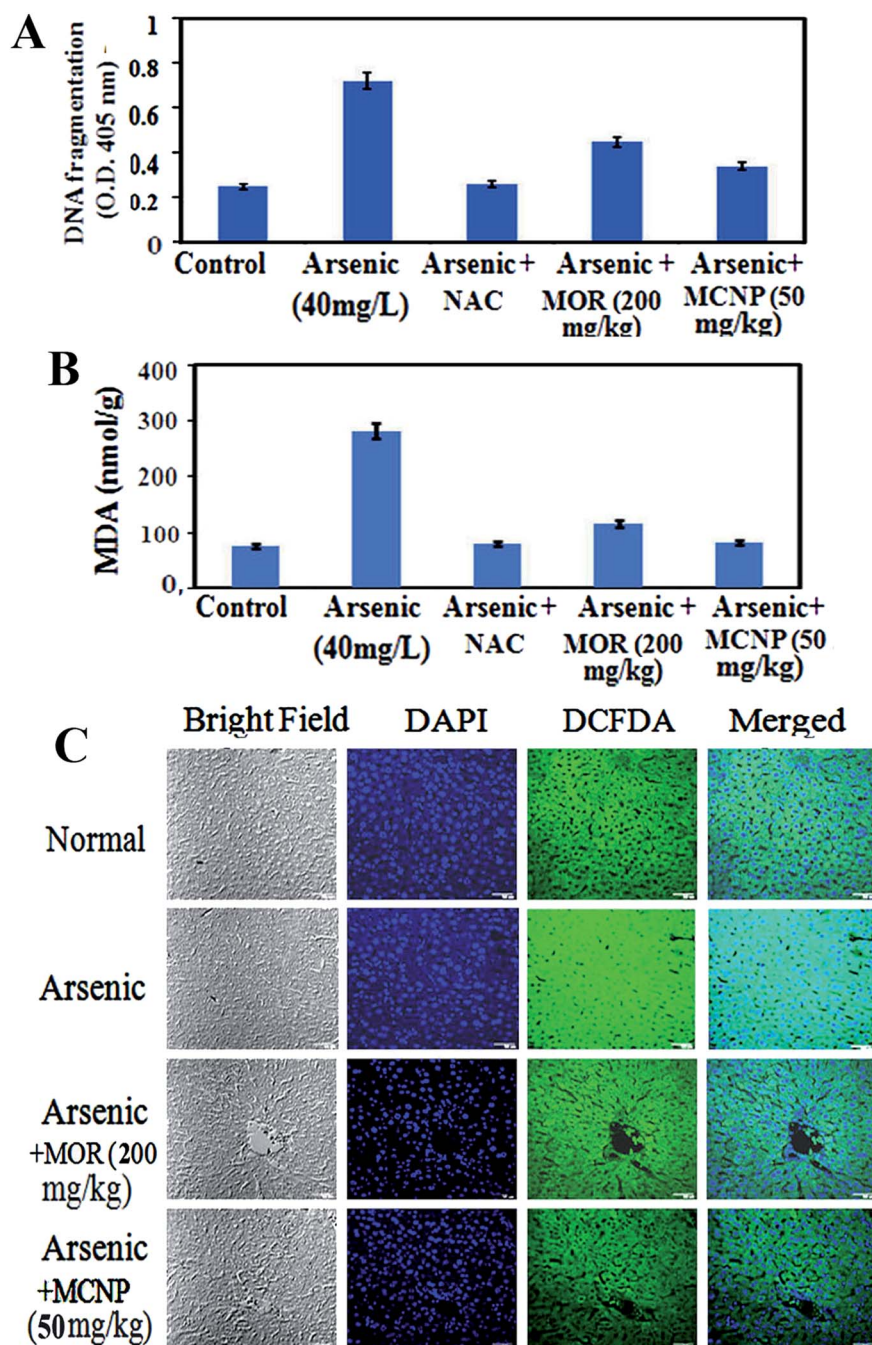 A
DNA fragmentation
(O.D. 405 nm) -
1
0.8
0.6
0.4
0.2
0
Control
Arsenic
(40mg/L)
Arsenic+
NAC
Arsenic +
MOR (200
mg/kg)
Arsenic+
MCNP (50
mg/kg)
B
MDA (nmol/g)
400
300
200
100
0,
Control
Arsenic
(40mg/L)
Arsenic+
NAC
Arsenic +
MOR (200
mg/kg)
Arsenic+
MCNP (50
mg/kg)
C
Bright Field DAPI DCFDA Merged
Normal
Arsenic
Arsenic
+MOR (200
mg/kg)
Arsenic
+MCNP
(50mg/kg)